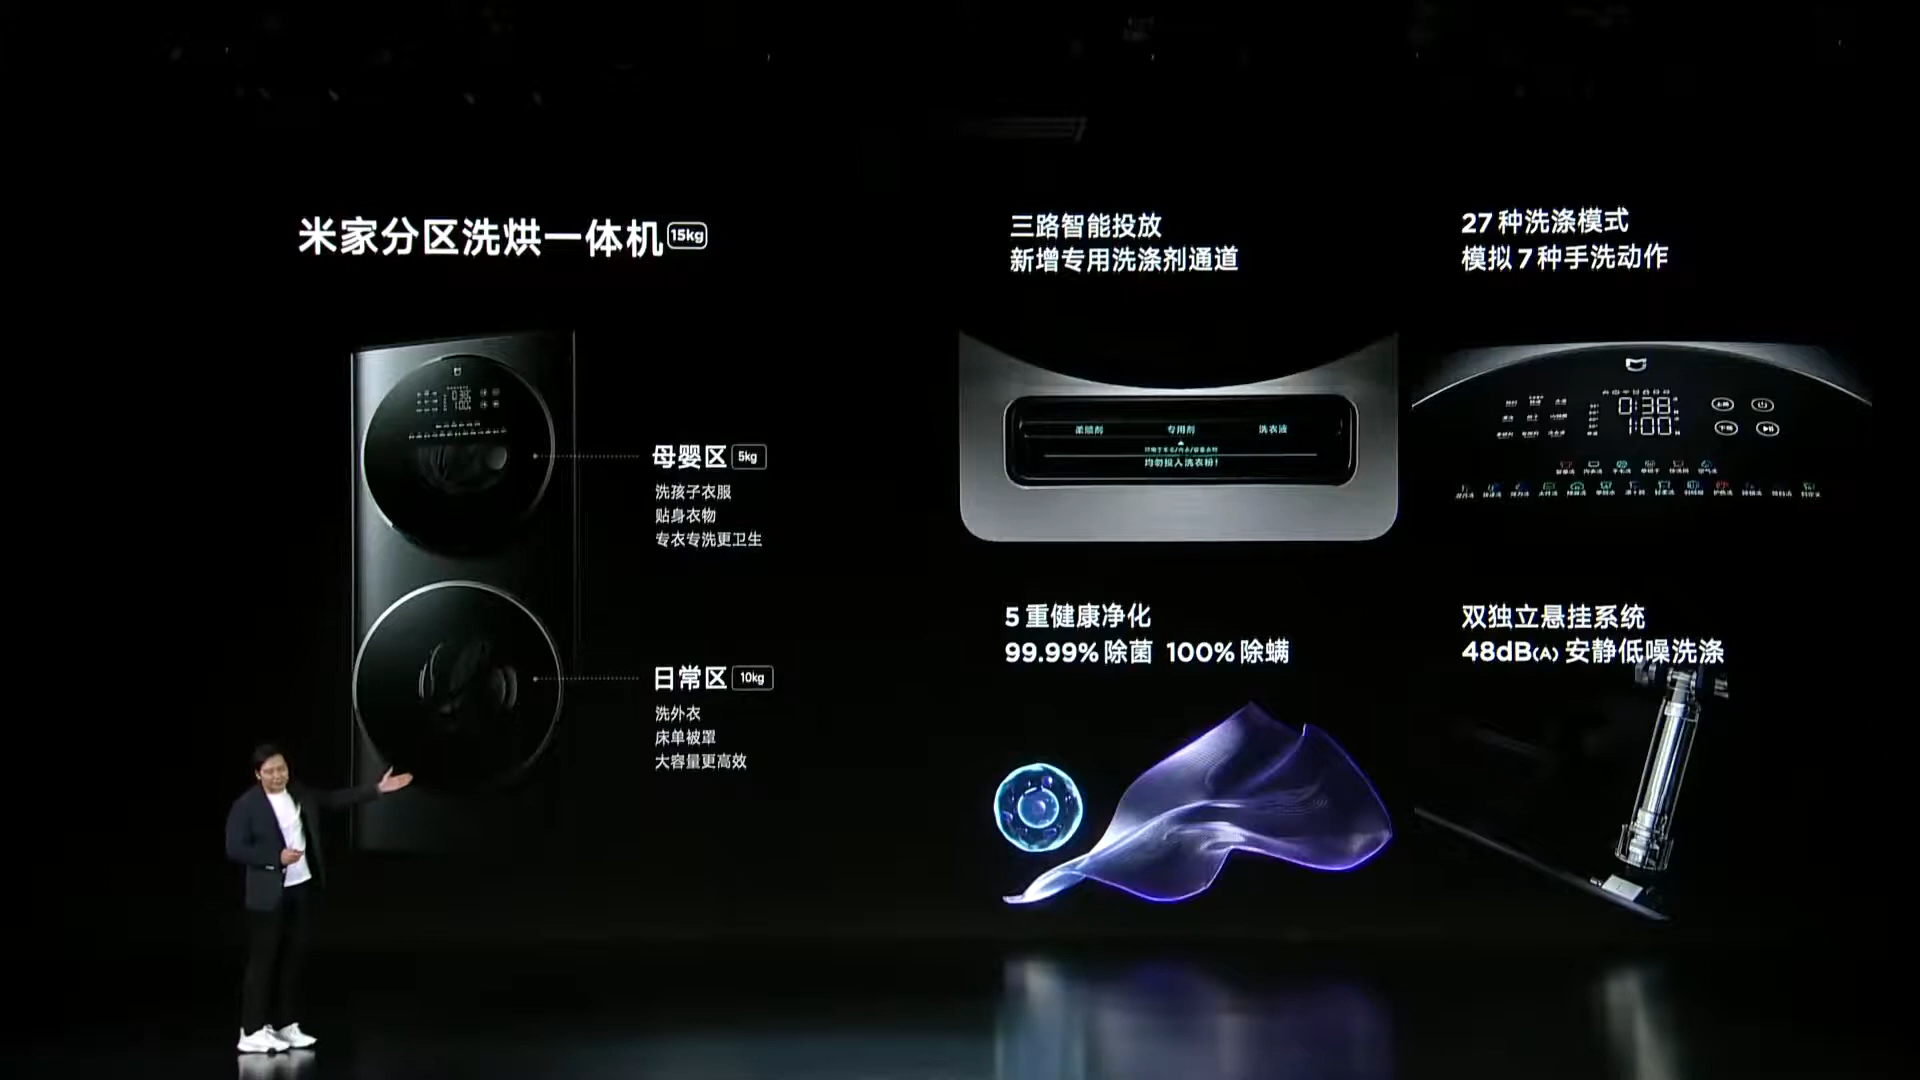 米家分区洗烘一体机 15kg
母婴区 5kg
洗孩子衣服
贴身衣物
专衣专洗更卫生
日常区 10kg
洗外衣
床单被罩
大容量更高效
三路智能投放
新增专用洗涤剂通道
柔顺剂 专用剂 洗衣液
均勿投入洗衣粉！
27 种洗涤模式
模拟 7 种手洗动作
0:38
1:00
5 重健康净化
99.99% 除菌 100% 除螨
双独立悬挂系统
48dB(A) 安静低噪洗涤